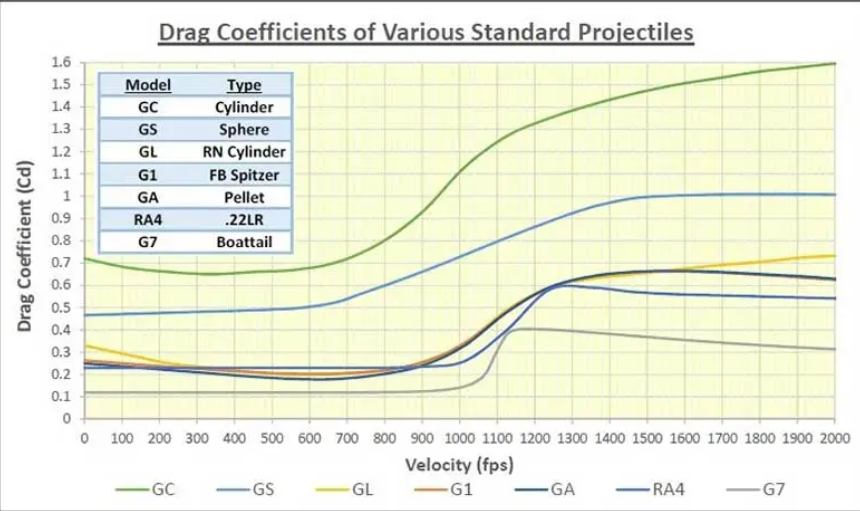 Drag Coefficients of Various Standard Projectiles
Drag Coefficient (Cd)
1.6
1.5
1.4
1.3
1.2
1.1
1
0.9
0.8
0.7
0.6
0.5
0.4
0.3
0.2
0.1
0
Model Type
GC Cylinder
GS Sphere
GL RN Cylinder
G1 FB Spitzer
GA Pellet
RA4 .22LR
G7 Boattail
0 100 200 300 400 500 600 700 800 900 1000 1100 1200 1300 1400 1500 1600 1700 1800 1900 2000
Velocity (fps)
GC GS GL G1 GA RA4 G7